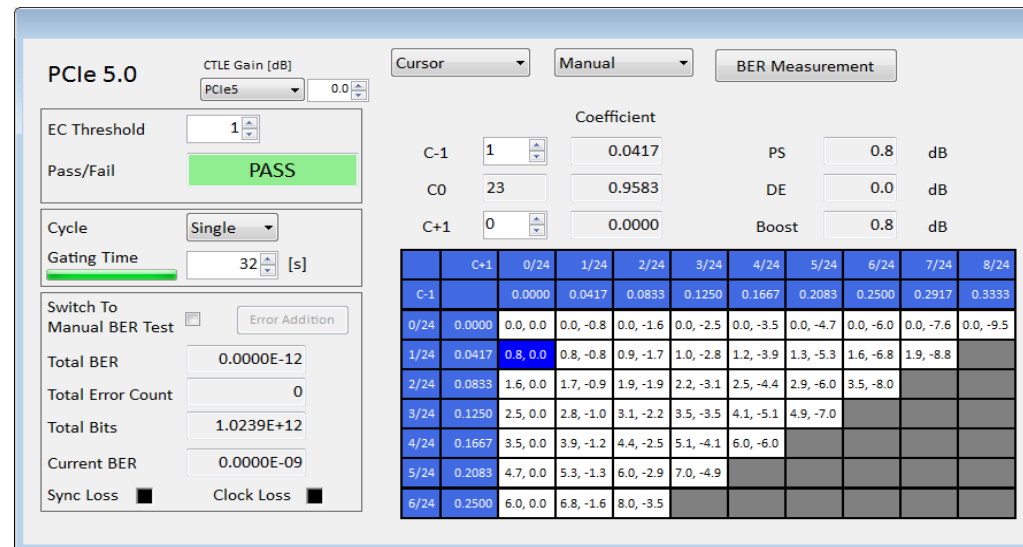 PCIe 5.0
CTLE Gain [dB]
PCIe5 0.0
EC Threshold 1
Pass/Fail PASS
Cycle Single
Gating Time 32 [s]
Switch To
Manual BER Test Error Addition
Total BER 0.0000E-12
Total Error Count 0
Total Bits 1.0239E+12
Current BER 0.0000E-09
Sync Loss Clock Loss
Cursor Manual BER Measurement
Coefficient
C-1 1 0.0417 PS 0.8 dB
C0 23 0.9583 DE 0.0 dB
C+1 0 0.0000 Boost 0.8 dB
C+1 0/24 1/24 2/24 3/24 4/24 5/24 6/24 7/24 8/24
C-1 0.0000 0.0417 0.0833 0.1250 0.1667 0.2083 0.2500 0.2917 0.3333
0/24 0.0000 0.0, 0.0 0.0, -0.8 0.0, -1.6 0.0, -2.5 0.0, -3.5 0.0, -4.7 0.0, -6.0 0.0, -7.6 0.0, -9.5
1/24 0.0417 0.8, 0.0 0.8, -0.8 0.9, -1.7 1.0, -2.8 1.2, -3.9 1.3, -5.3 1.6, -6.8 1.9, -8.8
2/24 0.0833 1.6, 0.0 1.7, -0.9 1.9, -1.9 2.2, -3.1 2.5, -4.4 2.9, -6.0 3.5, -8.0
3/24 0.1250 2.5, 0.0 2.8, -1.0 3.1, -2.2 3.5, -3.5 4.1, -5.1 4.9, -7.0
4/24 0.1667 3.5, 0.0 3.9, -1.2 4.4, -2.5 5.1, -4.1 6.0, -6.0
5/24 0.2083 4.7, 0.0 5.3, -1.3 6.0, -2.9 7.0, -4.9
6/24 0.2500 6.0, 0.0 6.8, -1.6 8.0, -3.5